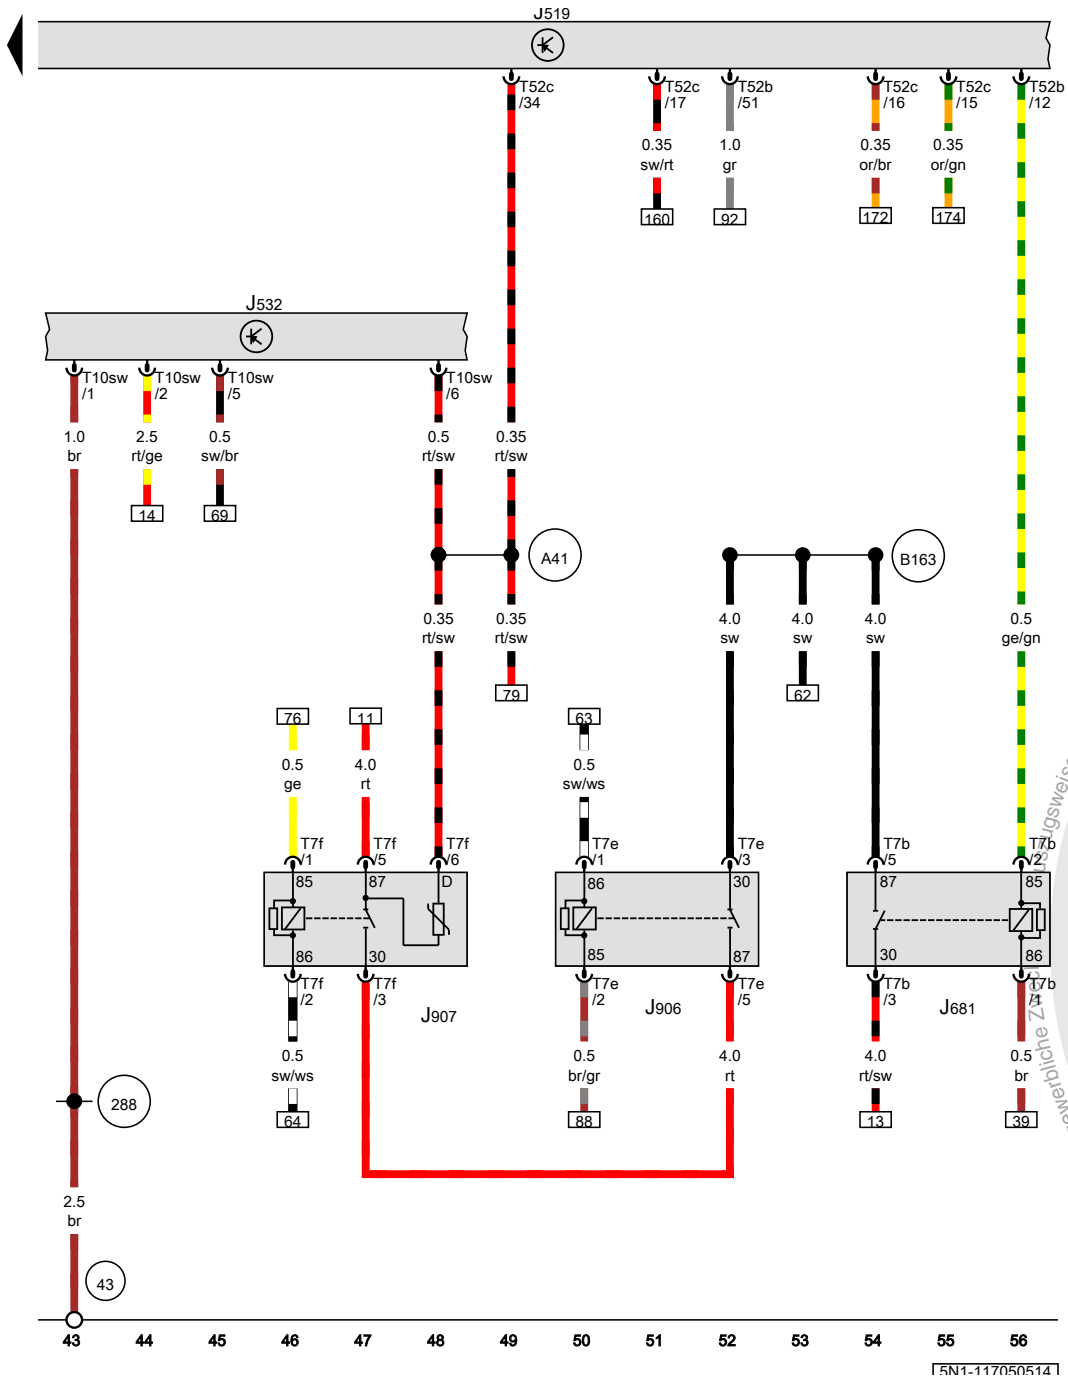 J519
T52c
/34
T52c
/17
T52b
/51
T52c
/16
T52c
/15
T52b
/12
0.35
sw/rt
1.0
gr
0.35
or/br
0.35
or/gn
160
92
172
174
J532
T10sw
/1
T10sw
/2
T10sw
/5
T10sw
/6
1.0
br
2.5
rt/ge
0.5
sw/br
0.5
rt/sw
0.35
rt/sw
14
69
A41
B163
0.35
rt/sw
0.35
rt/sw
4.0
sw
4.0
sw
4.0
sw
0.5
ge/gn
79
62
76
11
63
0.5
ge
4.0
rt
0.5
sw/ws
T7f
/1
T7f
/5
T7f
/6
T7e
/1
T7e
/3
T7b
/5
T7b
/2
85
87
D
86
30
87
85
86
30
85
87
30
86
T7f
/2
T7f
/3
T7e
/2
T7e
/5
T7b
/3
T7b
/4
J907
J906
J681
0.5
sw/ws
0.5
br/gr
4.0
rt
4.0
rt/sw
0.5
br
64
88
13
39
288
2.5
br
43
43
44
45
46
47
48
49
50
51
52
53
54
55
56
5N1-117050514